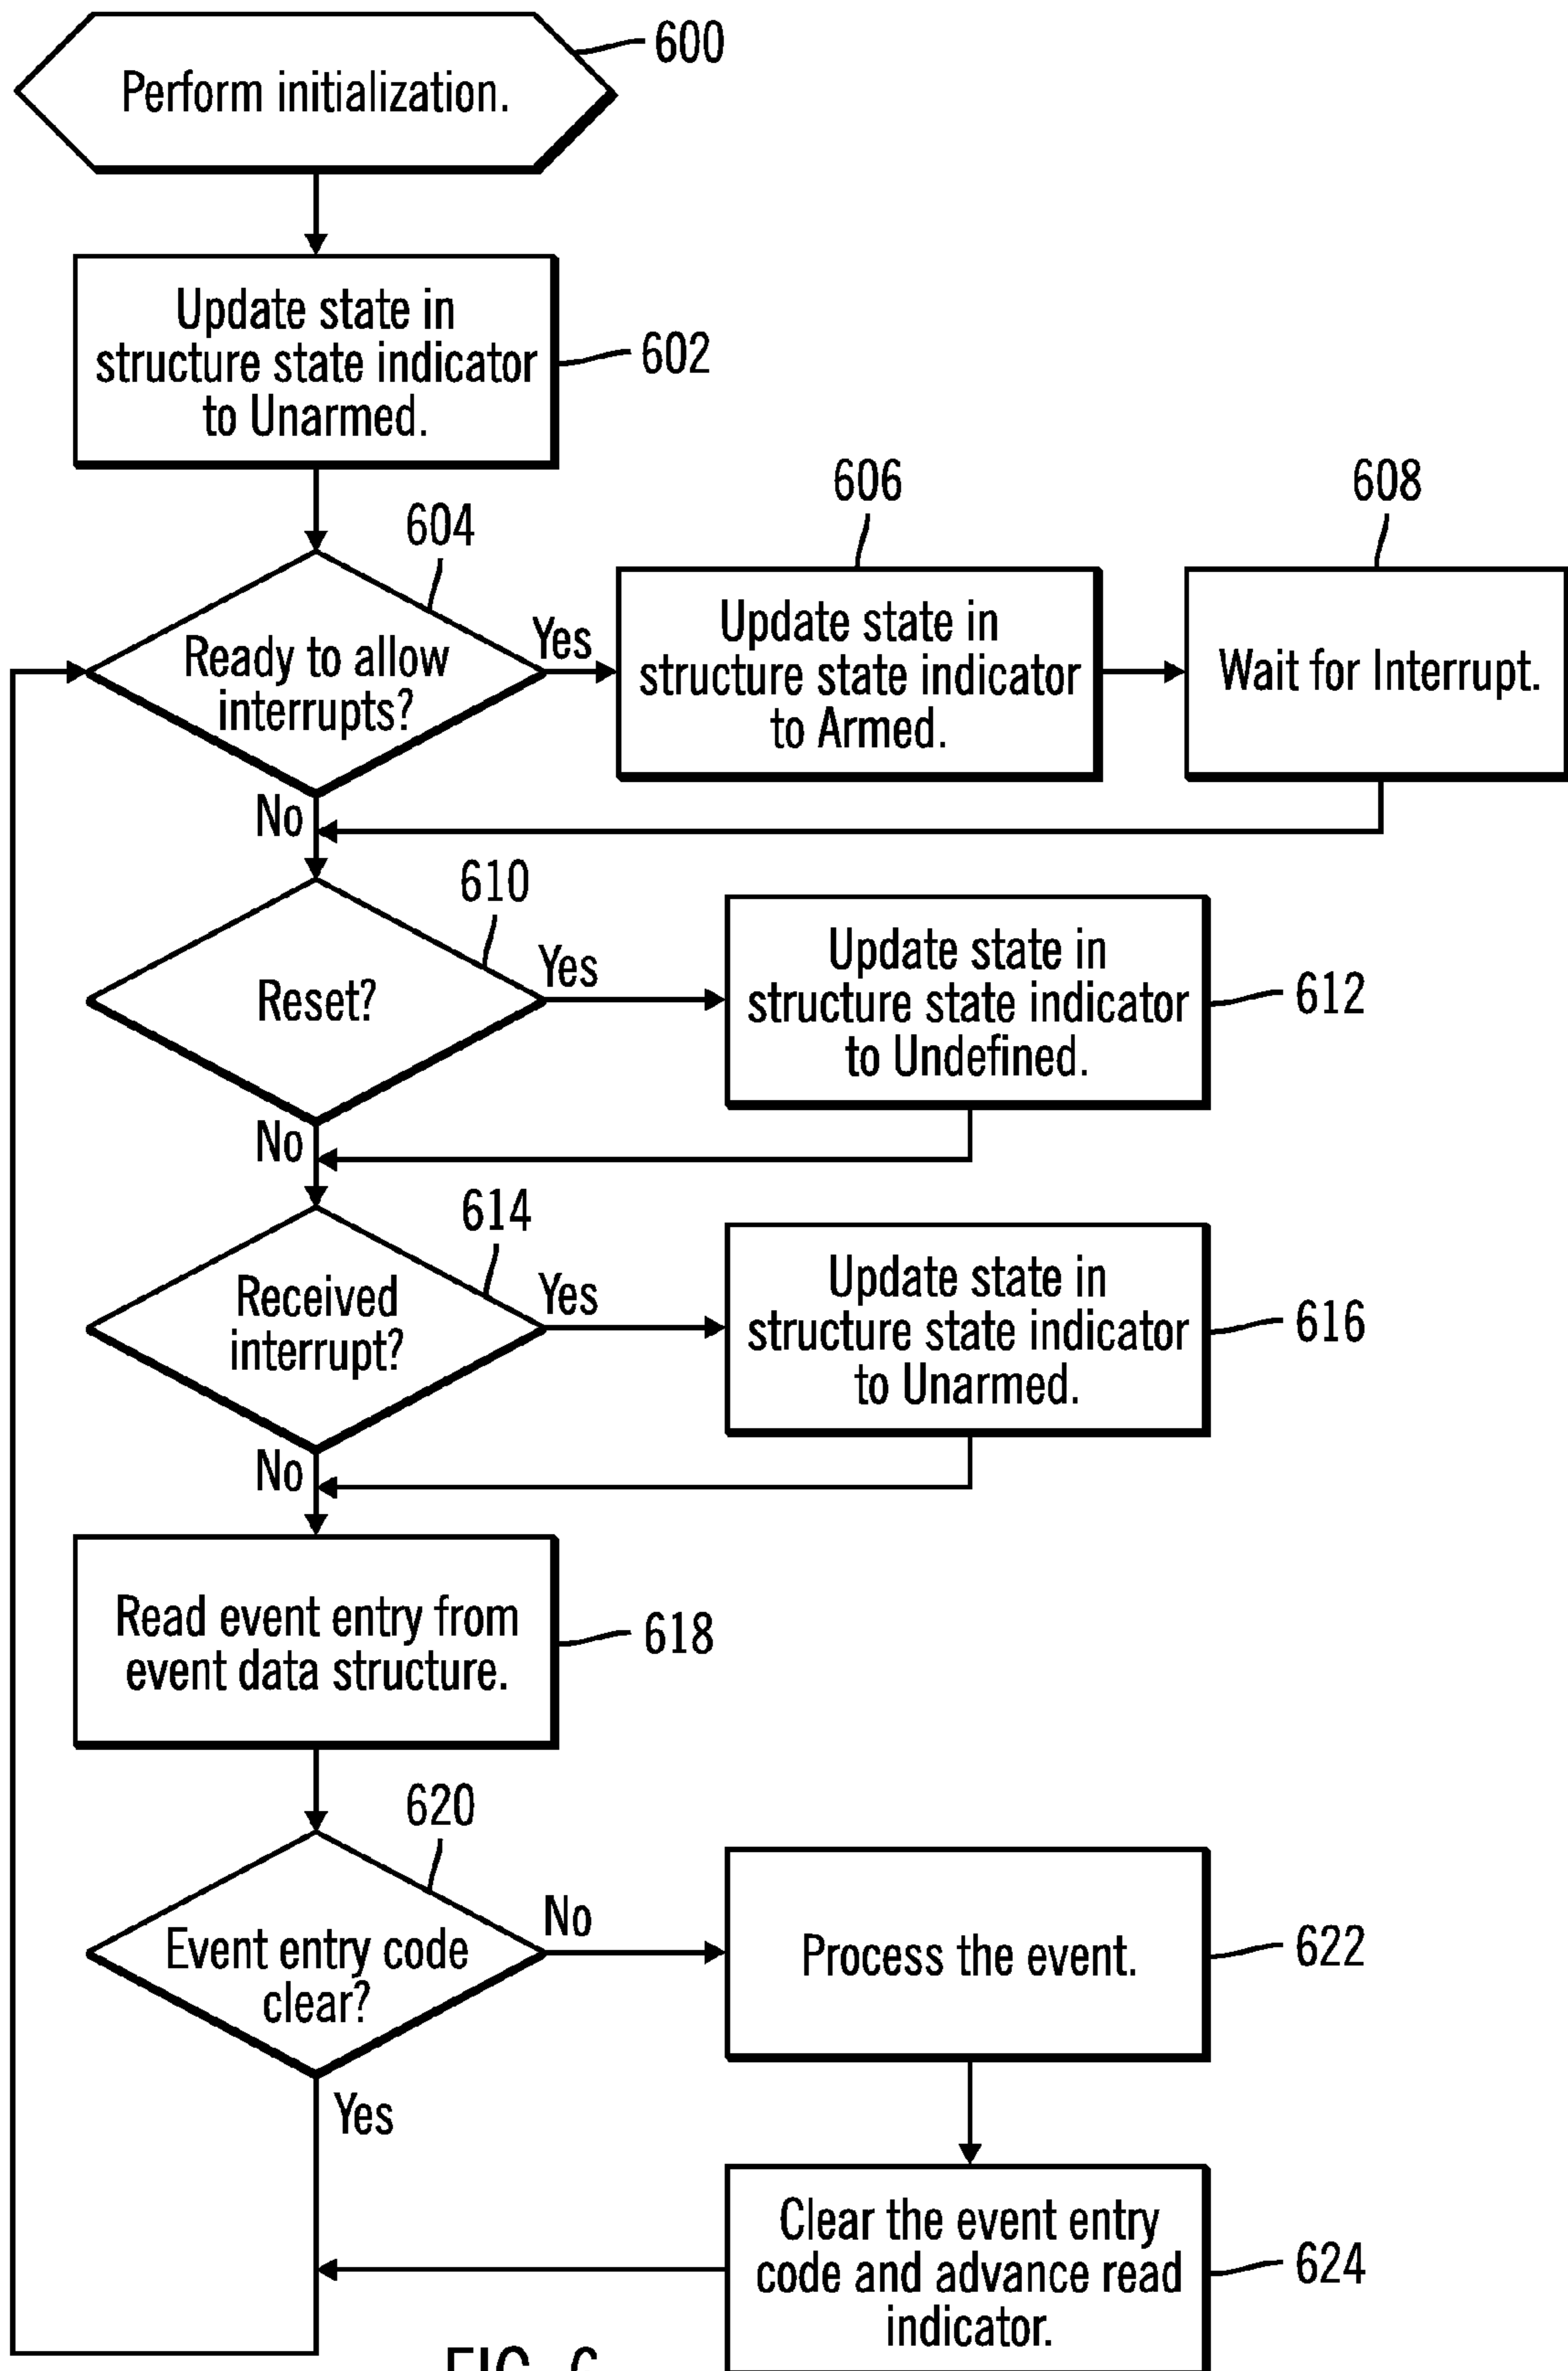 600
Perform initialization.
Update state in
structure state indicator
to Unarmed.
602
604
Ready to allow
interrupts?
Yes
No
606
Update state in
structure state indicator
to Armed.
608
Wait for Interrupt.
610
Reset?
Yes
No
Update state in
structure state indicator
to Undefined.
612
614
Received
interrupt?
Yes
No
Update state in
structure state indicator
to Unarmed.
616
Read event entry from
event data structure.
618
620
Event entry code
clear?
No
Yes
Process the event.
622
Clear the event entry
code and advance read
indicator.
624
FIG. 6